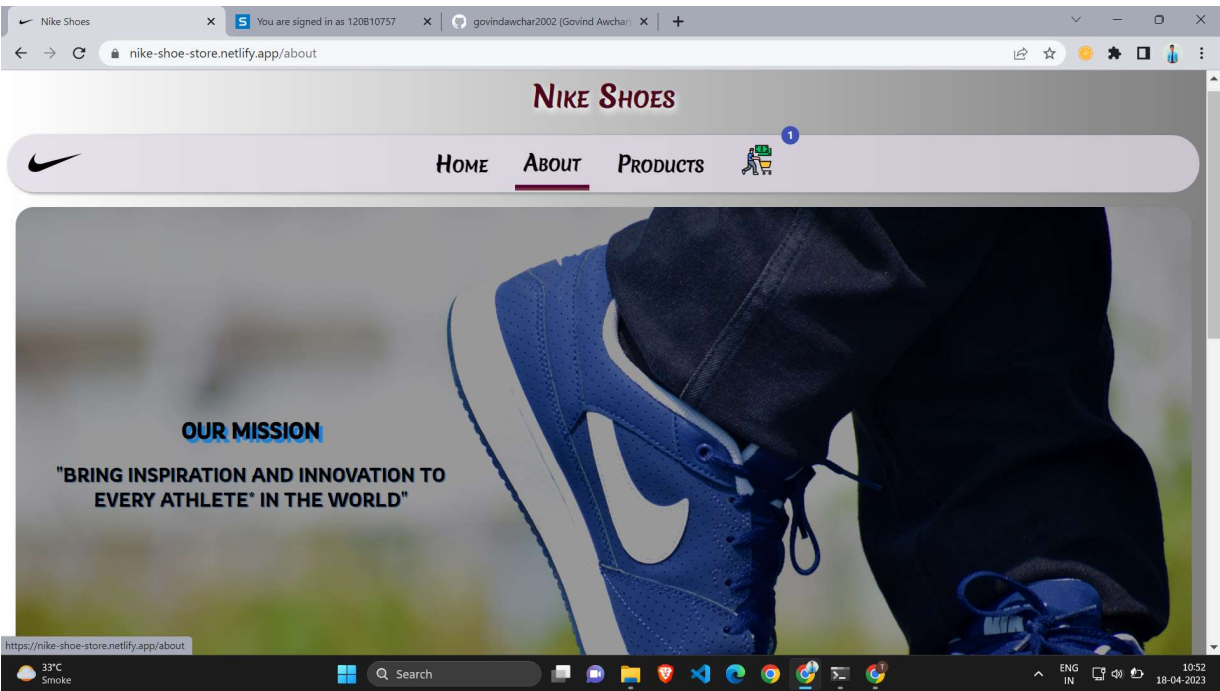 Nike Shoes
You are signed in as 120B10757
govindawchar2002 (Govind Awchar)
nike-shoe-store.netlify.app/about
Nike Shoes
1
Home About Products
OUR MISSION
"BRING INSPIRATION AND INNOVATION TO
EVERY ATHLETE* IN THE WORLD"
https://nike-shoe-store.netlify.app/about
33°C
Smoke
Search
ENG
IN
10:52
18-04-2023